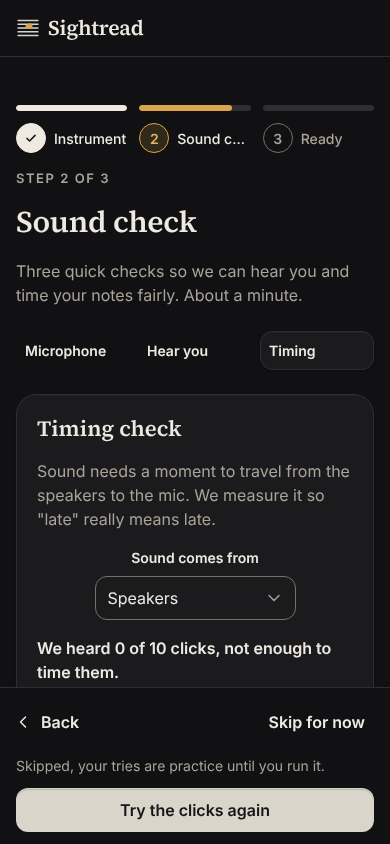 Sightread
Instrument
2 Sound c...
3 Ready
STEP 2 OF 3
Sound check
Three quick checks so we can hear you and
time your notes fairly. About a minute.
Microphone
Hear you
Timing
Timing check
Sound needs a moment to travel from the
speakers to the mic. We measure it so
"late" really means late.
Sound comes from
Speakers
We heard 0 of 10 clicks, not enough to
time them.
Back
Skip for now
Skipped, your tries are practice until you run it.
Try the clicks again